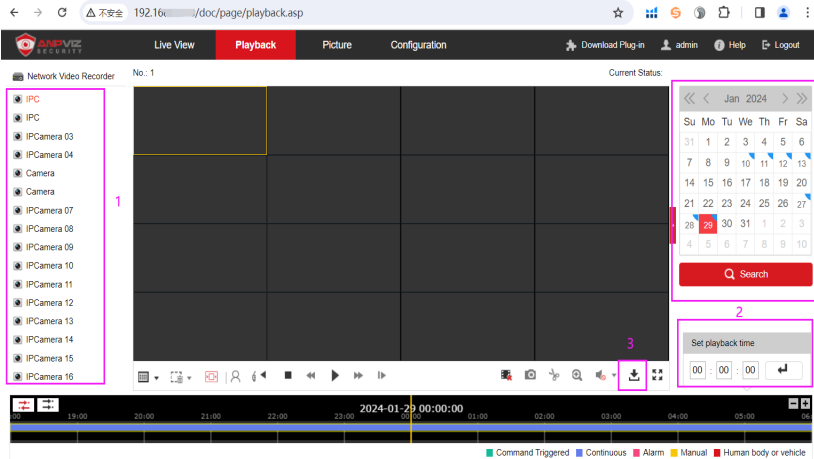 不安全 192.16 /doc/page/playback.asp
ANPVIZ SECURITY
Live View Playback Picture Configuration Download Plug-in admin Help Logout
Network Video Recorder No.: 1 Current Status:
IPC
IPC
IPCamera 03
IPCamera 04
Camera
Camera
IPCamera 07
IPCamera 08
IPCamera 09
IPCamera 10
IPCamera 11
IPCamera 12
IPCamera 13
IPCamera 14
IPCamera 15
IPCamera 16
1
Jan 2024
Su Mo Tu We Th Fr Sa
31 1 2 3 4 5 6
7 8 9 10 11 12 13
14 15 16 17 18 19 20
21 22 23 24 25 26 27
28 29 30 31 1 2 3
4 5 6 7 8 9 10
Search
2
Set playback time
00 : 00 : 00
3
2024-01-29 00:00:00
:00 19:00 20:00 21:00 22:00 23:00 00:00 01:00 02:00 03:00 04:00 05:00 06:
Command Triggered Continuous Alarm Manual Human body or vehicle